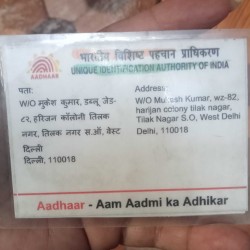 AADHAAR
भारतीय विशिष्ट पहचान प्राधिकरण
UNIQUE IDENTIFICATION AUTHORITY OF INDIA
पता:
W/O मुकेश कुमार, डब्लू जेड-
८२, हरिजन कॉलोनी तिलक
नगर, तिलक नगर स.ऑ, वेस्ट
दिल्ली
दिल्ली, 110018
Address:
W/O Mukesh Kumar, wz-82,
harijan colony tilak nagar,
Tilak Nagar S.O, West Delhi
Delhi, 110018
Aadhaar - Aam Aadmi ka Adhikar